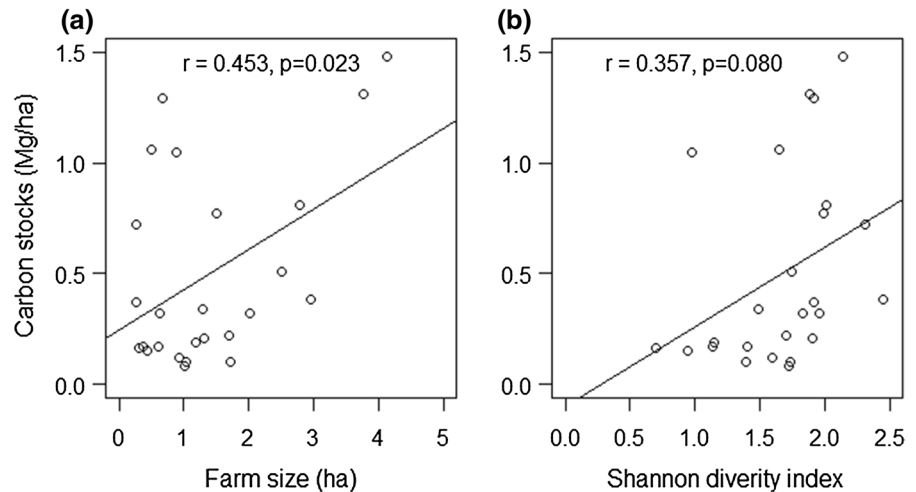 (a)
r = 0.453, p=0.023
Carbon stocks (Mg/ha)
1.5
1.0
0.5
0.0
0 1 2 3 4 5
Farm size (ha)
(b)
r = 0.357, p=0.080
1.5
1.0
0.5
0.0
0.0 0.5 1.0 1.5 2.0 2.5
Shannon diverity index